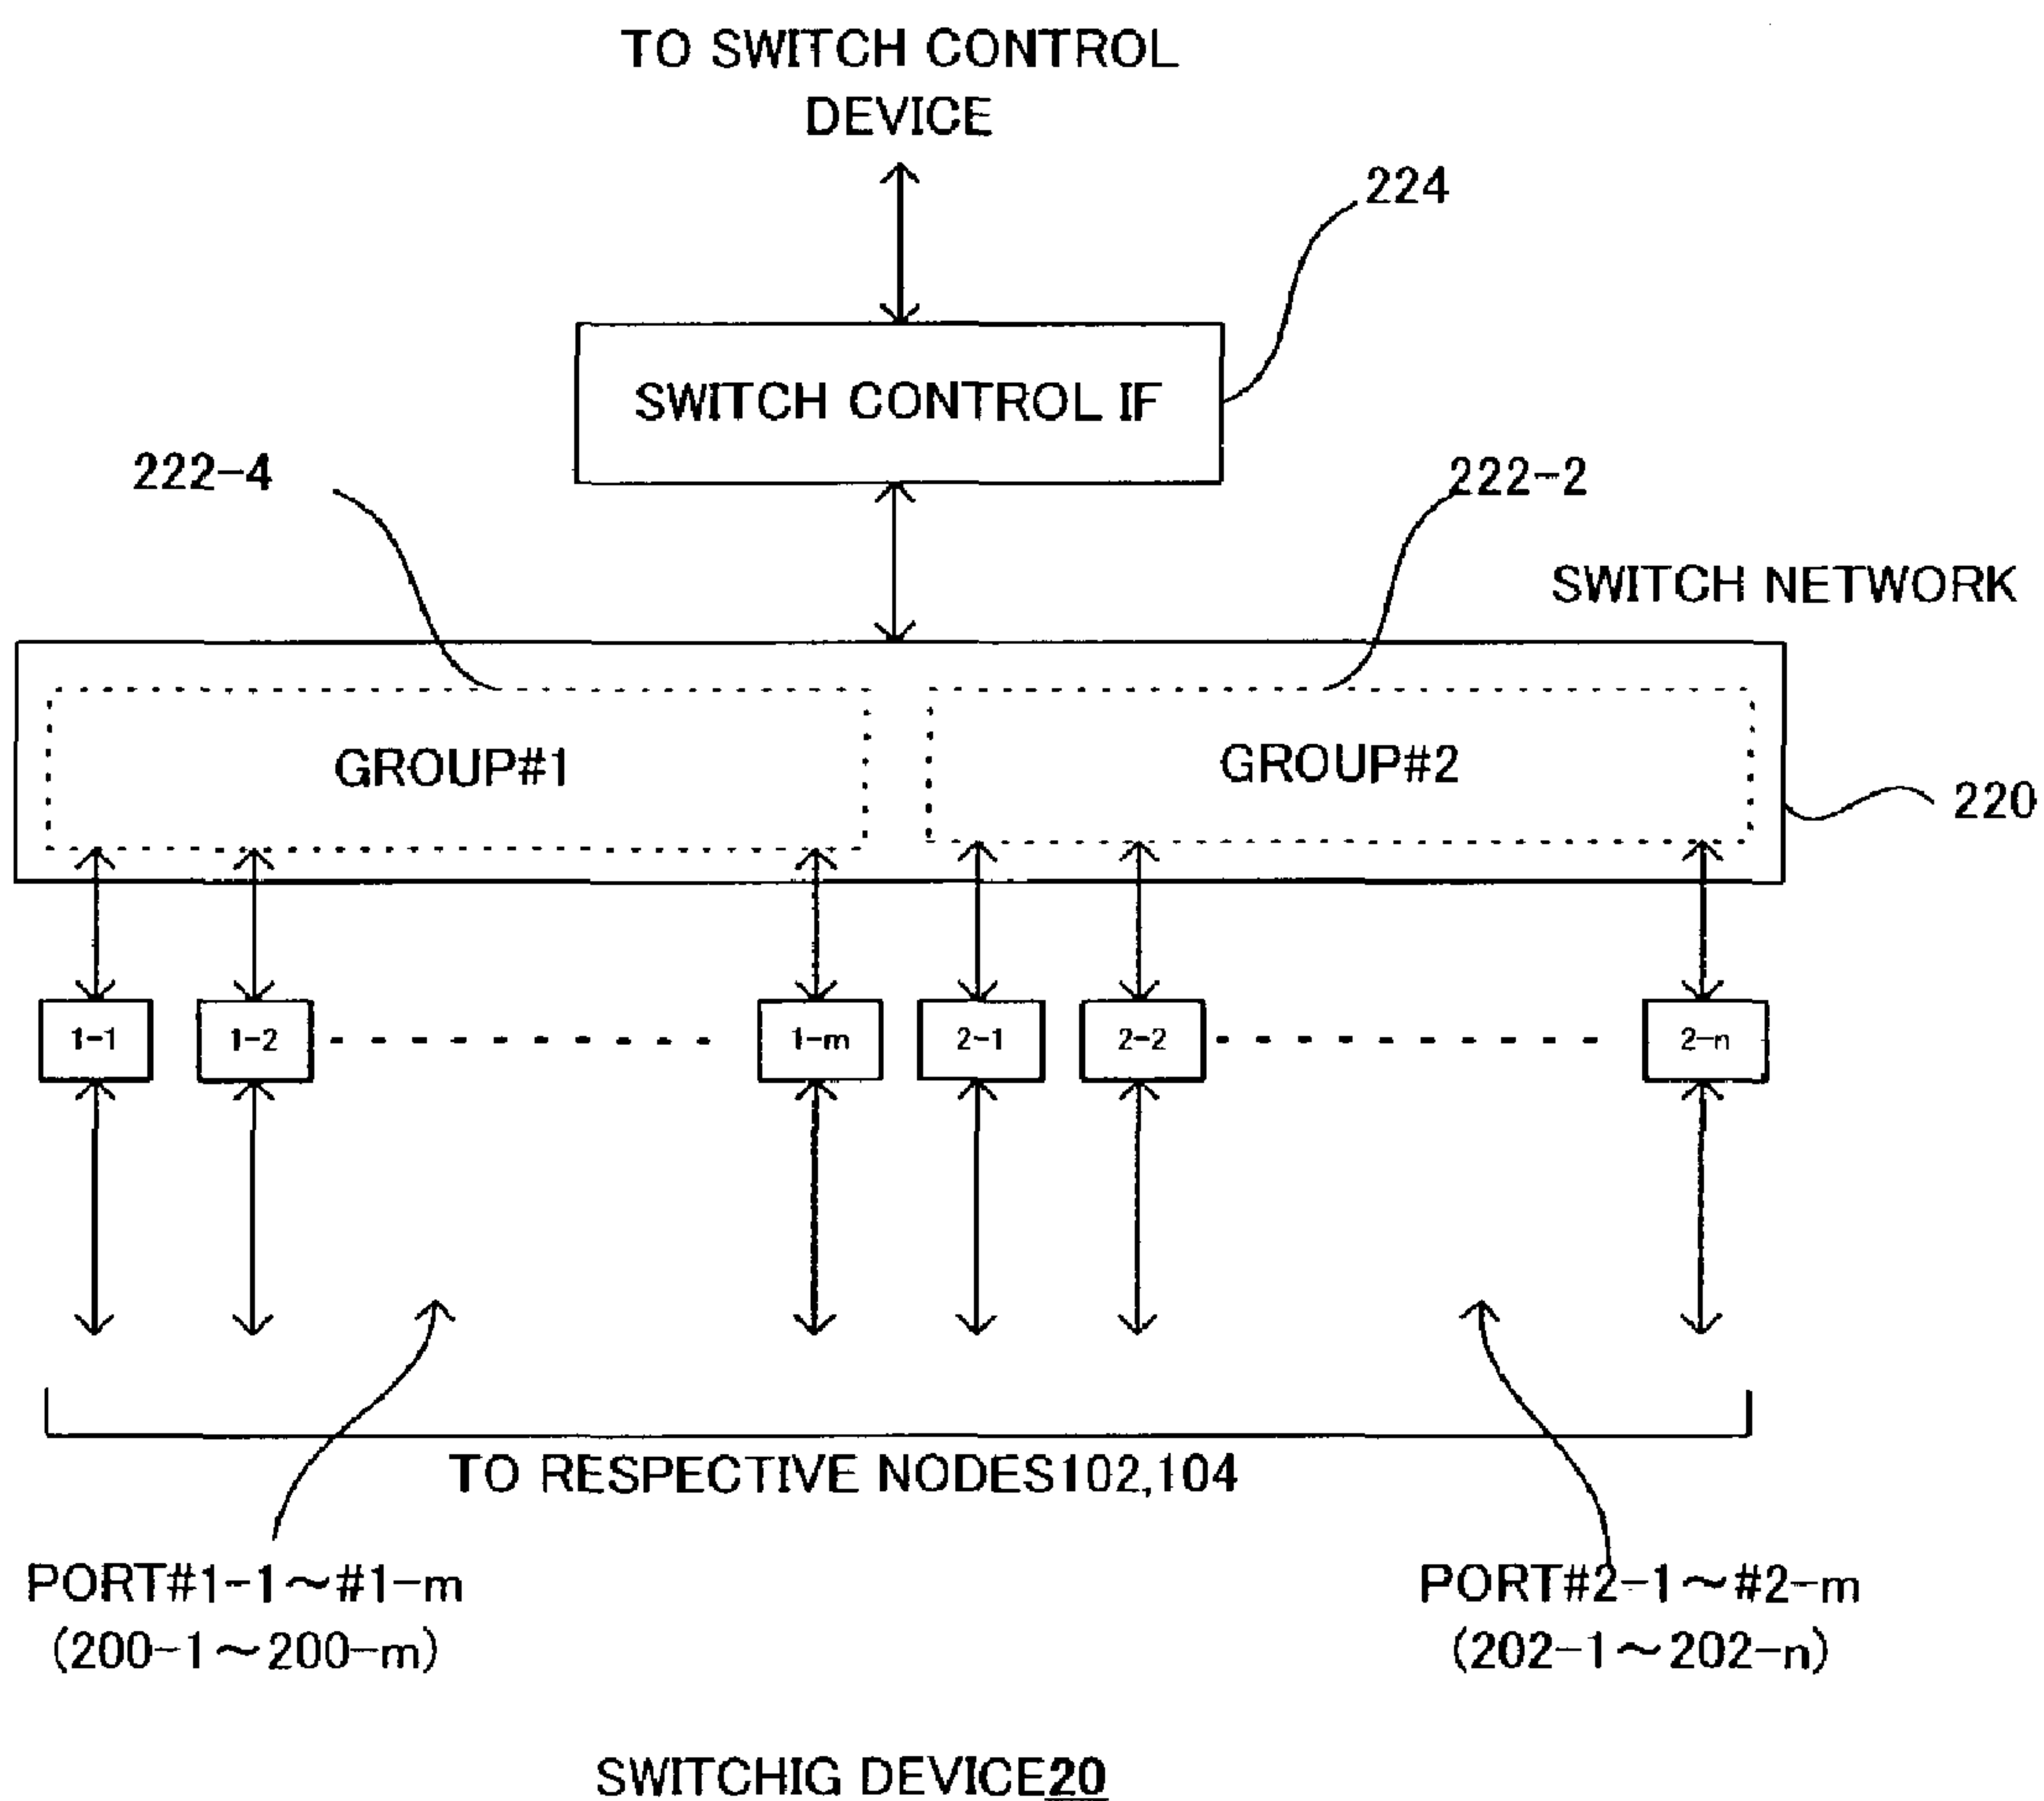 TO SWITCH CONTROL
DEVICE
224
SWITCH CONTROL IF
222-4
222-2
SWITCH NETWORK
GROUP#1
GROUP#2
220
1-1
1-2
1-m
2-1
2-2
2-n
TO RESPECTIVE NODES102,104
PORT#1-1～#1-m
(200-1～200-m)
PORT#2-1～#2-m
(202-1～202-n)
SWITCHIG DEVICE20